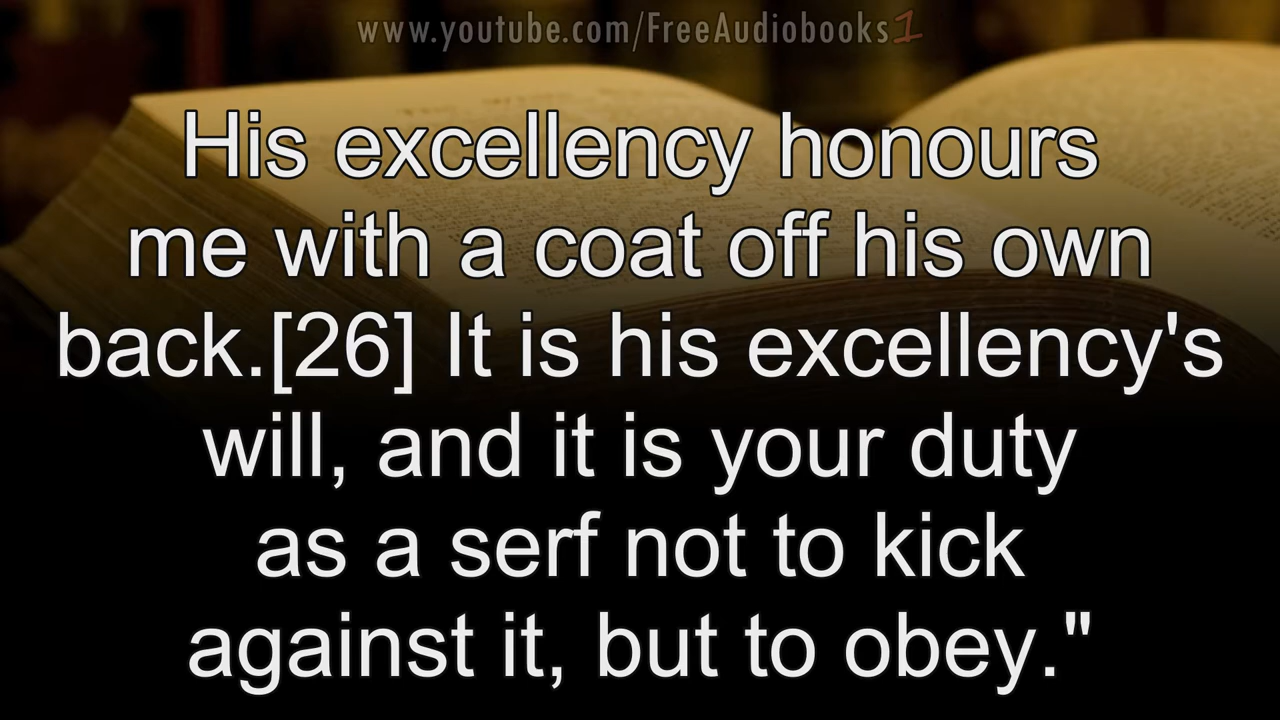 www.youtube.com/FreeAudiobooks1
His excellency honours
me with a coat off his own
back.[26] It is his excellency's
will, and it is your duty
as a serf not to kick
against it, but to obey."